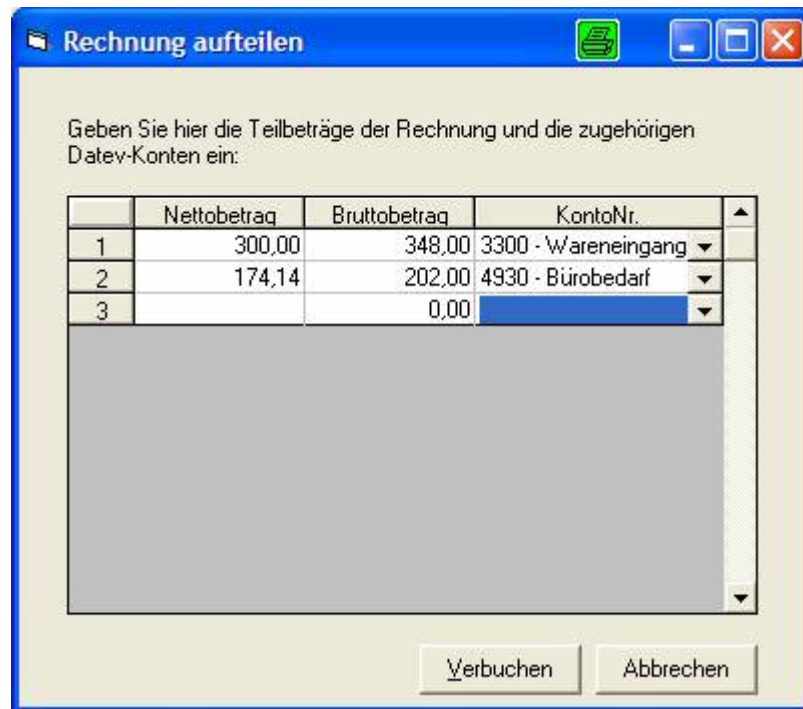 Rechnung aufteilen
Geben Sie hier die Teilbeträge der Rechnung und die zugehörigen
Datev-Konten ein:
Nettobetrag Bruttobetrag KontoNr.
1 300,00 348,00 3300 - Wareneingang
2 174,14 202,00 4930 - Bürobedarf
3 0,00
Verbuchen Abbrechen